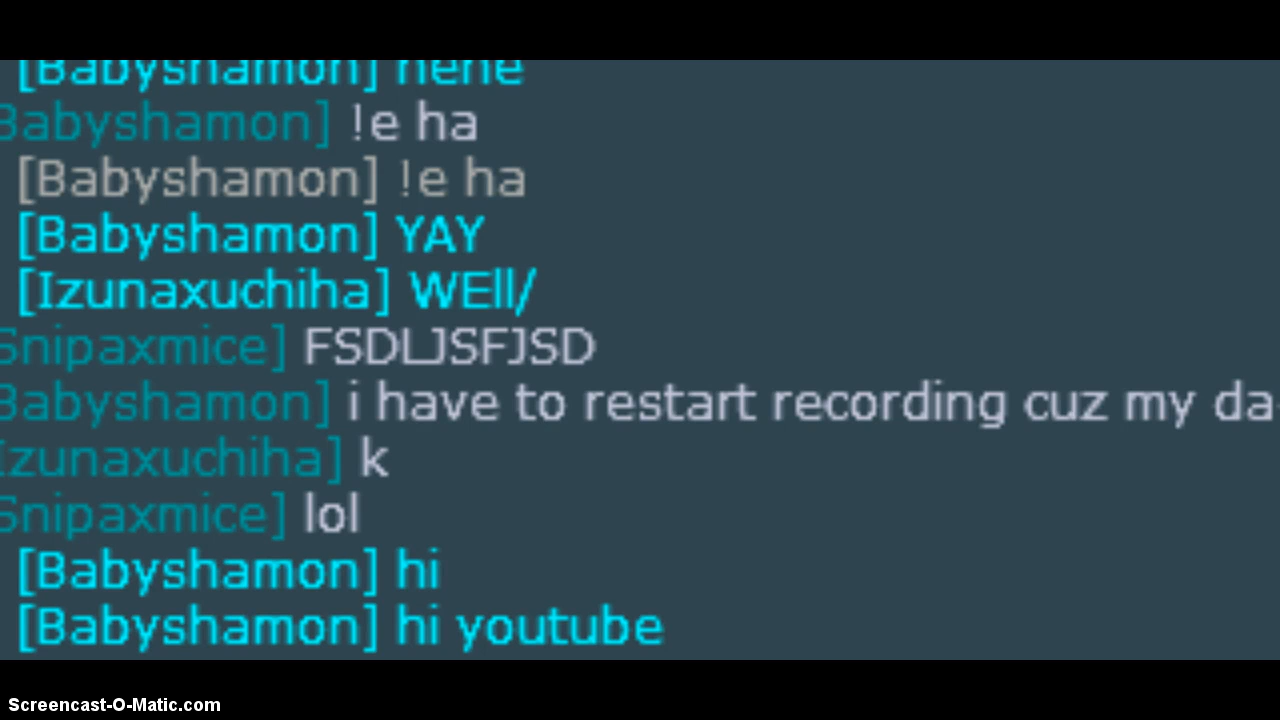 [Babyshamon] hehe
Babyshamon] !e ha
[Babyshamon] !e ha
[Babyshamon] YAY
[Izunaxuchiha] WEll/
Snipaxmice] FSDLJSFJSD
Babyshamon] i have to restart recording cuz my da
Izunaxuchiha] k
Snipaxmice] lol
[Babyshamon] hi
[Babyshamon] hi youtube
Screencast-O-Matic.com